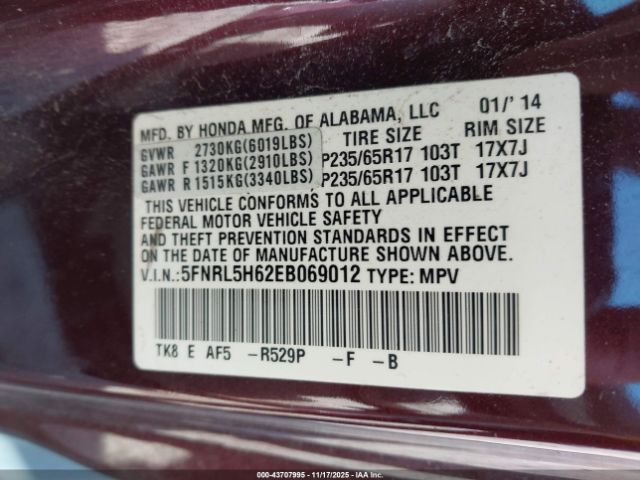 MFD. BY HONDA MFG. OF ALABAMA, LLC 01/'14
GVWR 2730KG(6019LBS) TIRE SIZE RIM SIZE
GAWR F 1320KG(2910LBS) P235/65R17 103T 17X7J
GAWR R 1515KG(3340LBS) P235/65R17 103T 17X7J
THIS VEHICLE CONFORMS TO ALL APPLICABLE
FEDERAL MOTOR VEHICLE SAFETY
AND THEFT PREVENTION STANDARDS IN EFFECT
ON THE DATE OF MANUFACTURE SHOWN ABOVE.
V.I.N.:5FNRL5H62EB069012 TYPE: MPV
TK8 E AF5 -R529P -F -B
000-43707995 - 11/17/2025 - IAA Inc.